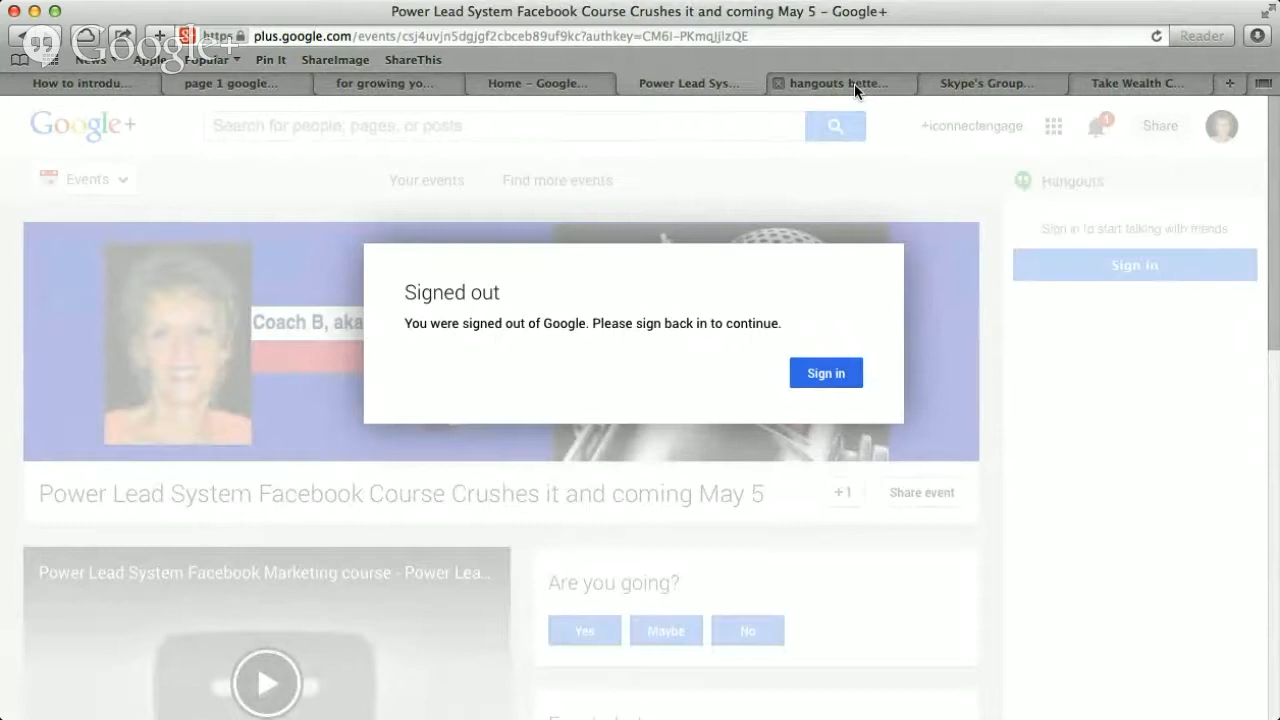 Power Lead System Facebook Course Crushes it and coming May 5 – Google+
Google+
https plus.google.com/events/csj4uvjn5dgjgf2cbceb89uf9kc?authkey=CM6I-PKmqJjlzQE
Reader
News Apple Popular Pin It ShareImage ShareThis
How to introdu... page 1 google... for growing yo... Home – Google... Power Lead Sys... hangouts bette... Skype's Group... Take Wealth C... +
Google+
Search for people, pages, or posts
+iconnectengage
1
Share
Events
Your events
Find more events
Hangouts
Sign in to start talking with friends
Sign in
Signed out
You were signed out of Google. Please sign back in to continue.
Sign in
Coach B, aka
Power Lead System Facebook Course Crushes it and coming May 5
+1
Share event
Power Lead System Facebook Marketing course - Power Lea...
Are you going?
Yes Maybe No